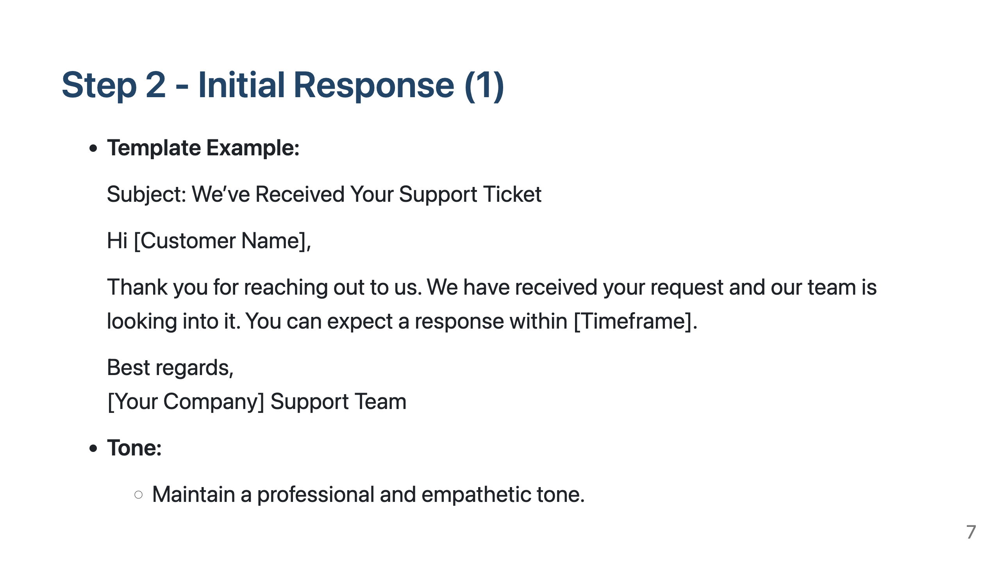 Step 2 - Initial Response (1)
• Template Example:
Subject: We’ve Received Your Support Ticket
Hi [Customer Name],
Thank you for reaching out to us. We have received your request and our team is
looking into it. You can expect a response within [Timeframe].
Best regards,
[Your Company] Support Team
• Tone:
○ Maintain a professional and empathetic tone.
7